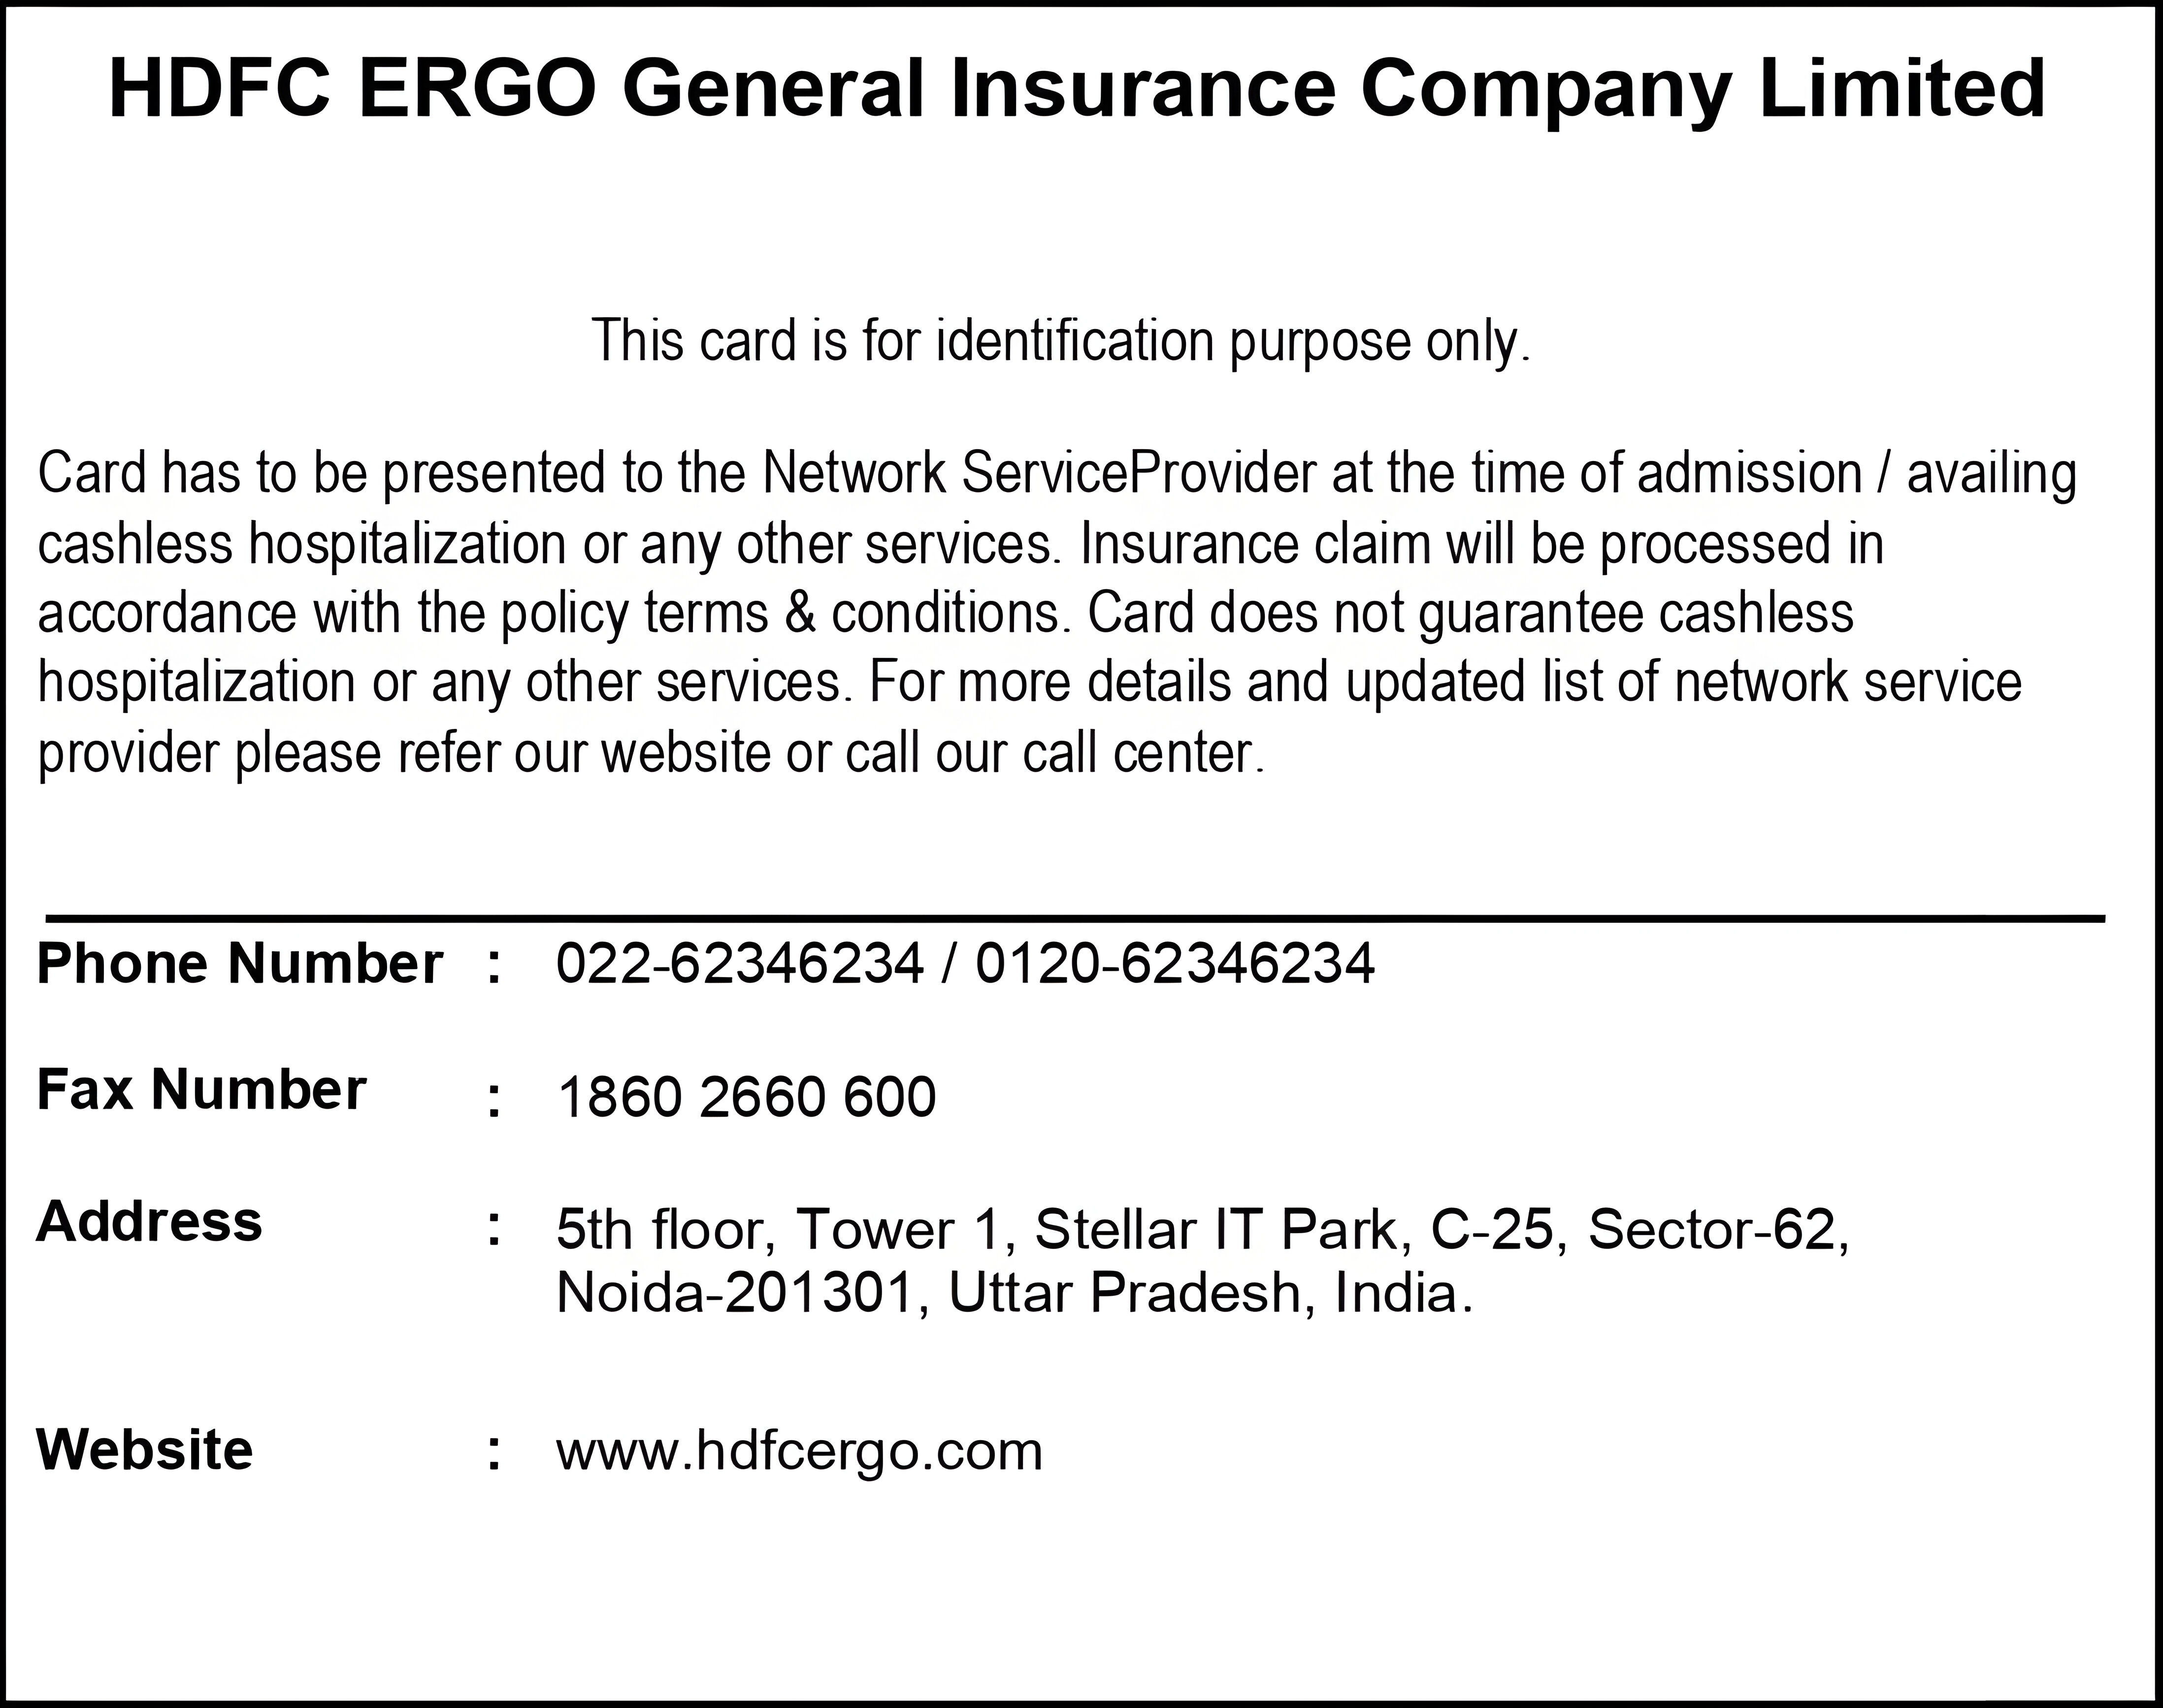 HDFC ERGO General Insurance Company Limited
This card is for identification purpose only.
Card has to be presented to the Network ServiceProvider at the time of admission / availing
cashless hospitalization or any other services. Insurance claim will be processed in
accordance with the policy terms & conditions. Card does not guarantee cashless
hospitalization or any other services. For more details and updated list of network service
provider please refer our website or call our call center.
Phone Number : 022-62346234 / 0120-62346234
Fax Number : 1860 2660 600
Address : 5th floor, Tower 1, Stellar IT Park, C-25, Sector-62,
Noida-201301, Uttar Pradesh, India.
Website : www.hdfcergo.com